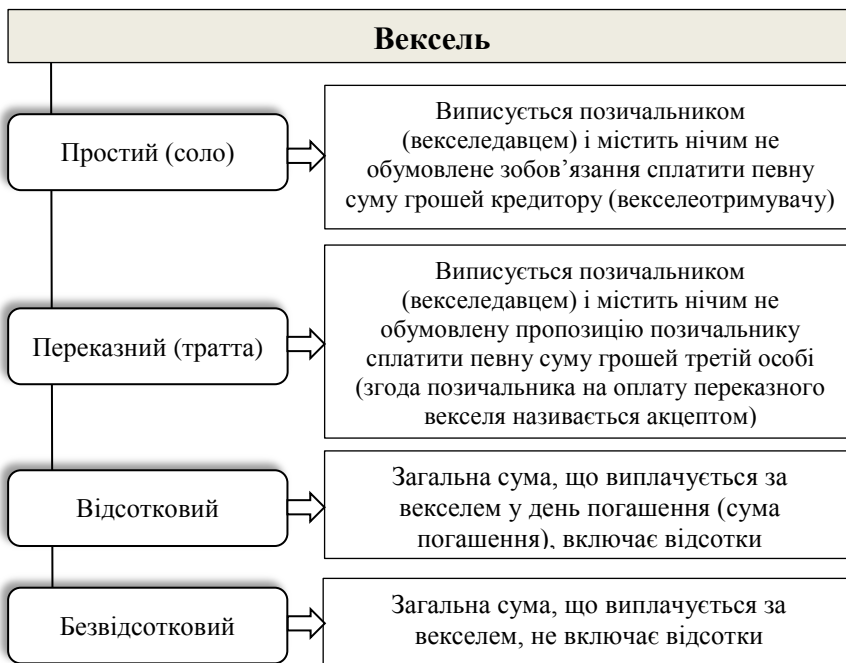 Вексель
Простий (соло)
Виписується позичальником
(векселедавцем) і містить нічим не
обумовлене зобов’язання сплатити певну
суму грошей кредитору (векселеотримувачу)
Переказний (тратта)
Виписується позичальником
(векселедавцем) і містить нічим не
обумовлену пропозицію позичальнику
сплатити певну суму грошей третій особі
(згода позичальника на оплату переказного
векселя називається акцептом)
Відсотковий
Загальна сума, що виплачується за
векселем у день погашення (сума
погашення), включає відсотки
Безвідсотковий
Загальна сума, що виплачується за
векселем, не включає відсотки